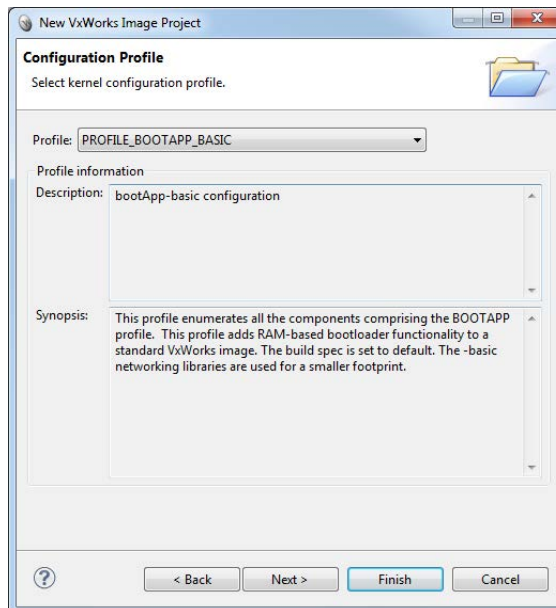 New VxWorks Image Project
Configuration Profile
Select kernel configuration profile.
Profile: PROFILE_BOOTAPP_BASIC
Profile information
Description: bootApp-basic configuration
Synopsis: This profile enumerates all the components comprising the BOOTAPP
profile. This profile adds RAM-based bootloader functionality to a
standard VxWorks image. The build spec is set to default. The -basic
networking libraries are used for a smaller footprint.
? < Back Next > Finish Cancel